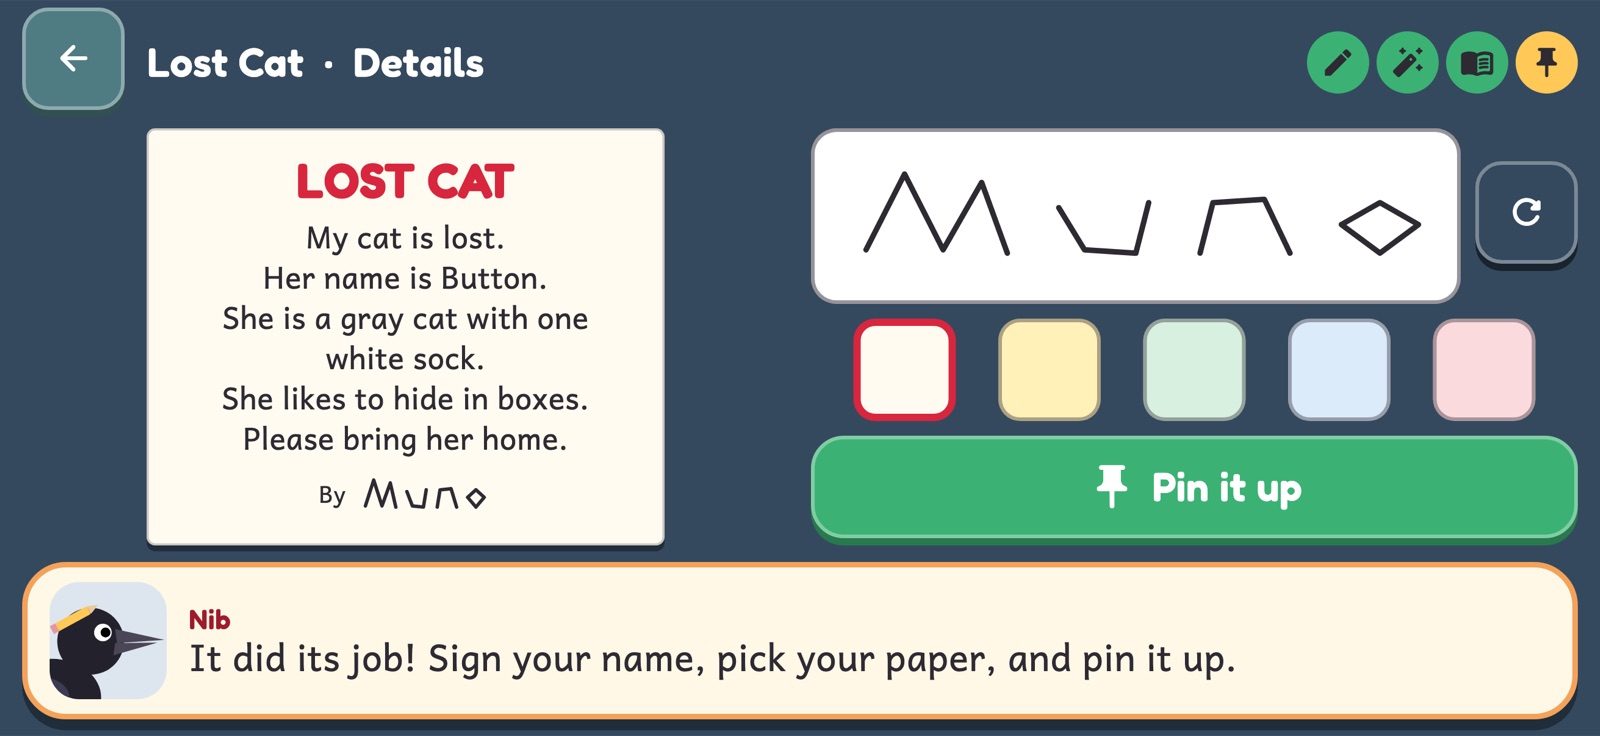 Lost Cat · Details
LOST CAT
My cat is lost.
Her name is Button.
She is a gray cat with one
white sock.
She likes to hide in boxes.
Please bring her home.
By Muno
Muno
Pin it up
Nib
It did its job! Sign your name, pick your paper, and pin it up.